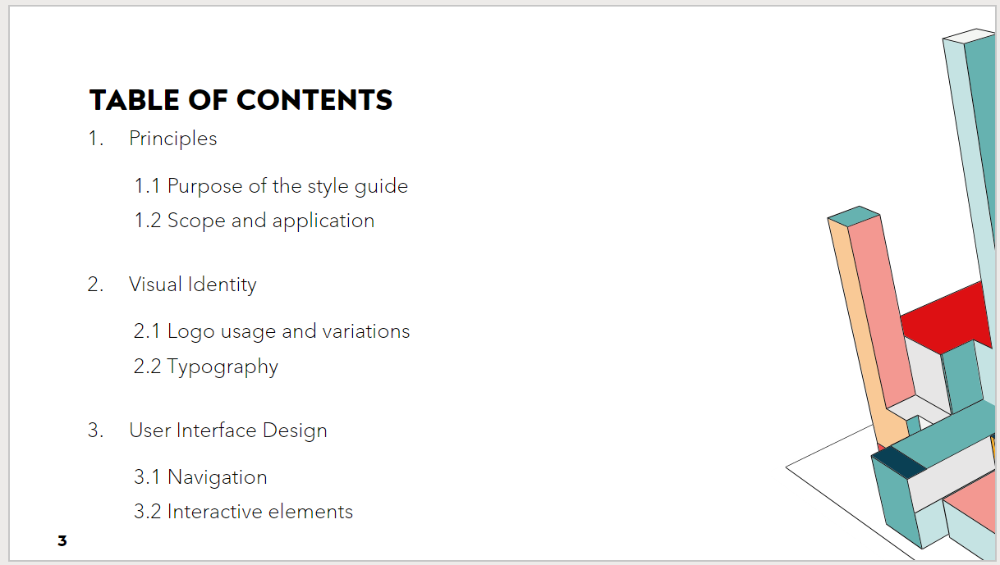 TABLE OF CONTENTS
1. Principles
1.1 Purpose of the style guide
1.2 Scope and application
2. Visual Identity
2.1 Logo usage and variations
2.2 Typography
3. User Interface Design
3.1 Navigation
3.2 Interactive elements
3